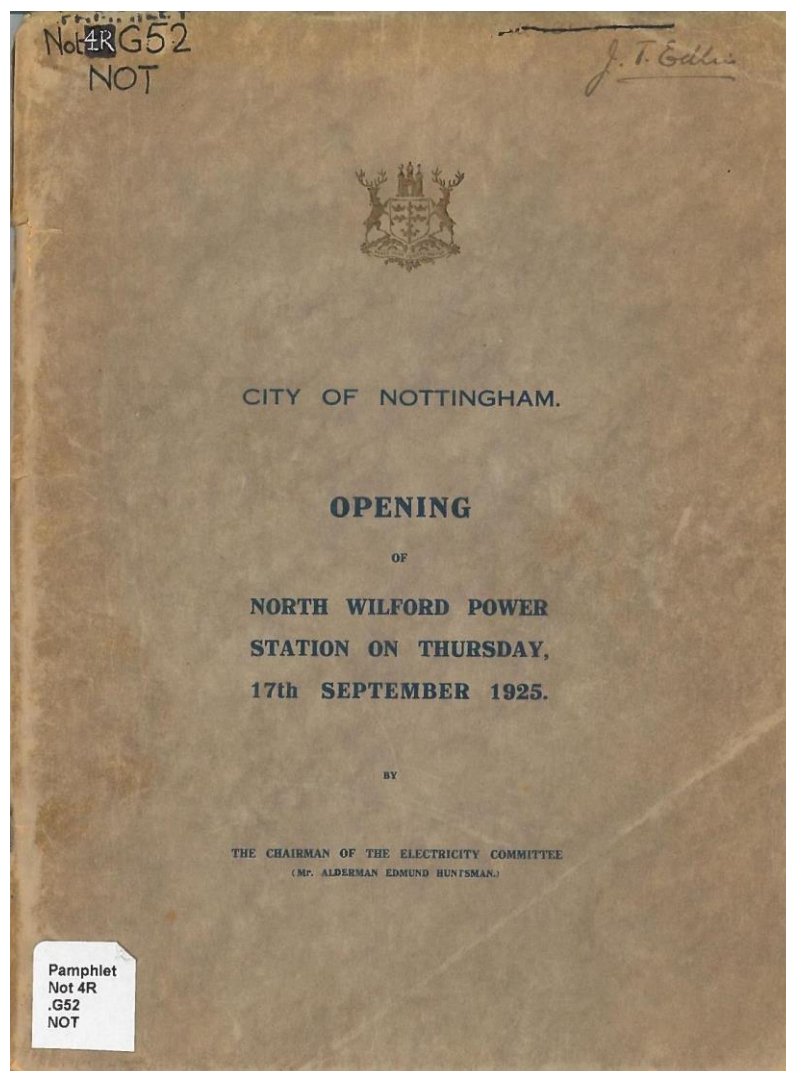 Not 4R G52
NOT
J. T. Edlin
CITY OF NOTTINGHAM.
OPENING
OF
NORTH WILFORD POWER
STATION ON THURSDAY,
17th SEPTEMBER 1925.
BY
THE CHAIRMAN OF THE ELECTRICITY COMMITTEE
(Mr. ALDERMAN EDMUND HUNTSMAN.)
Pamphlet
Not 4R
.G52
NOT